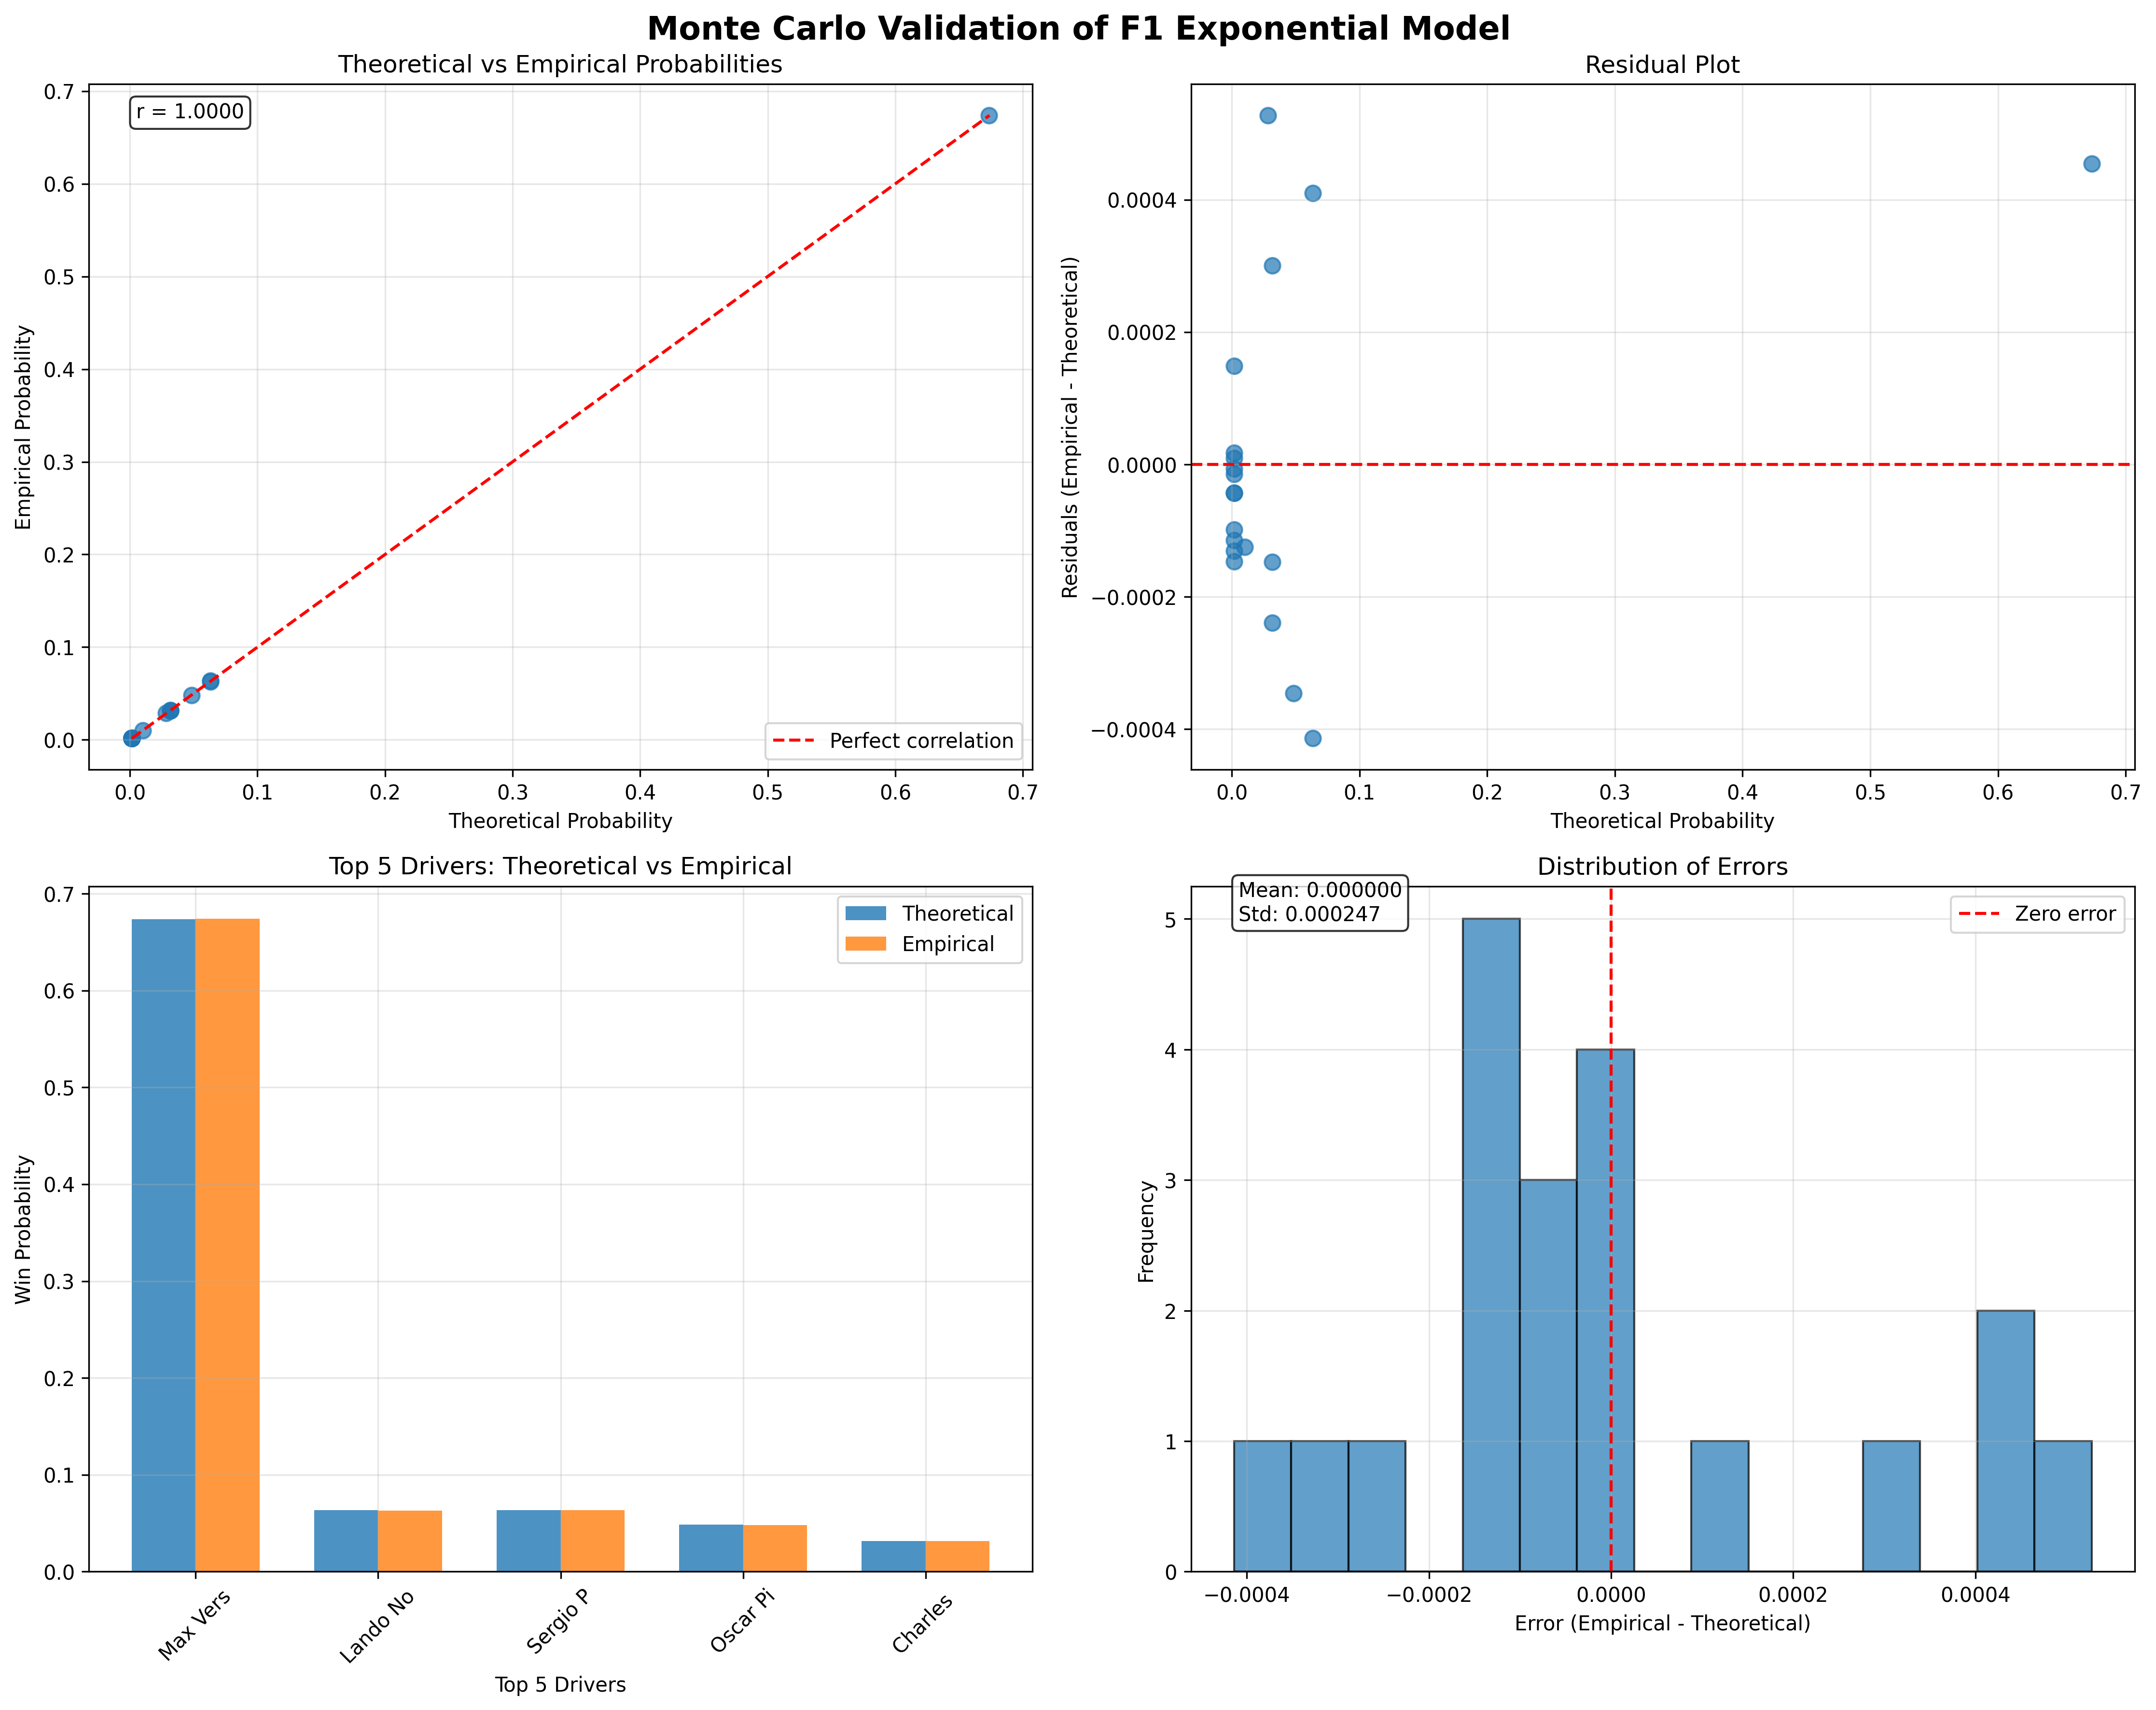 Monte Carlo Validation of F1 Exponential Model
Theoretical vs Empirical Probabilities
r = 1.0000
Empirical Probability
0.7
0.6
0.5
0.4
0.3
0.2
0.1
0.0
Perfect correlation
0.0 0.1 0.2 0.3 0.4 0.5 0.6 0.7
Theoretical Probability
Residual Plot
Residuals (Empirical - Theoretical)
0.0004
0.0002
0.0000
−0.0002
−0.0004
0.0 0.1 0.2 0.3 0.4 0.5 0.6 0.7
Theoretical Probability
Top 5 Drivers: Theoretical vs Empirical
Theoretical
Empirical
Win Probability
0.7
0.6
0.5
0.4
0.3
0.2
0.1
0.0
Max Vers Lando No Sergio P Oscar Pi Charles
Top 5 Drivers
Distribution of Errors
Mean: 0.000000
Std: 0.000247
Zero error
Frequency
5
4
3
2
1
0
−0.0004 −0.0002 0.0000 0.0002 0.0004
Error (Empirical - Theoretical)